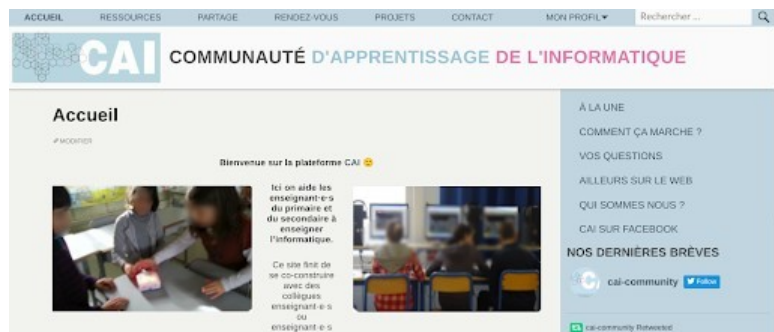 ACCUEIL RESSOURCES PARTAGE RENDEZ-VOUS PROJETS CONTACT MON PROFIL▾ Rechercher ...
CAI COMMUNAUTÉ D'APPRENTISSAGE DE L'INFORMATIQUE
Accueil
MODIFIER
Bienvenue sur la plateforme CAI 🙂
Ici on aide les
enseignant·e·s
du primaire et
du secondaire à
enseigner
l'informatique.
Ce site finit de
se co-construire
avec des
collègues
enseignant·e·s
ou
enseignant·e·s
À LA UNE
COMMENT ÇA MARCHE ?
VOS QUESTIONS
AILLEURS SUR LE WEB
QUI SOMMES NOUS ?
CAI SUR FACEBOOK
NOS DERNIÈRES BRÈVES
cai-community Follow
cai-community Retweeted